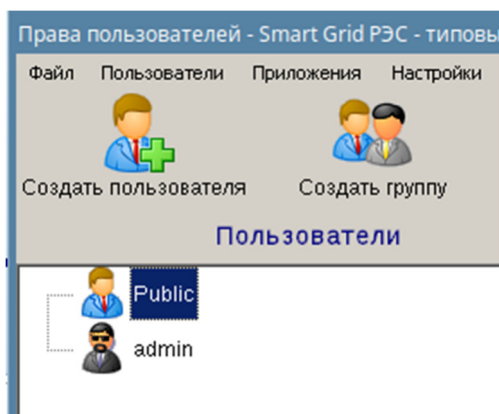 Права пользователей - Smart Grid РЭС - типовы
Файл Пользователи Приложения Настройки
Создать пользователя Создать группу
Пользователи
Public
admin